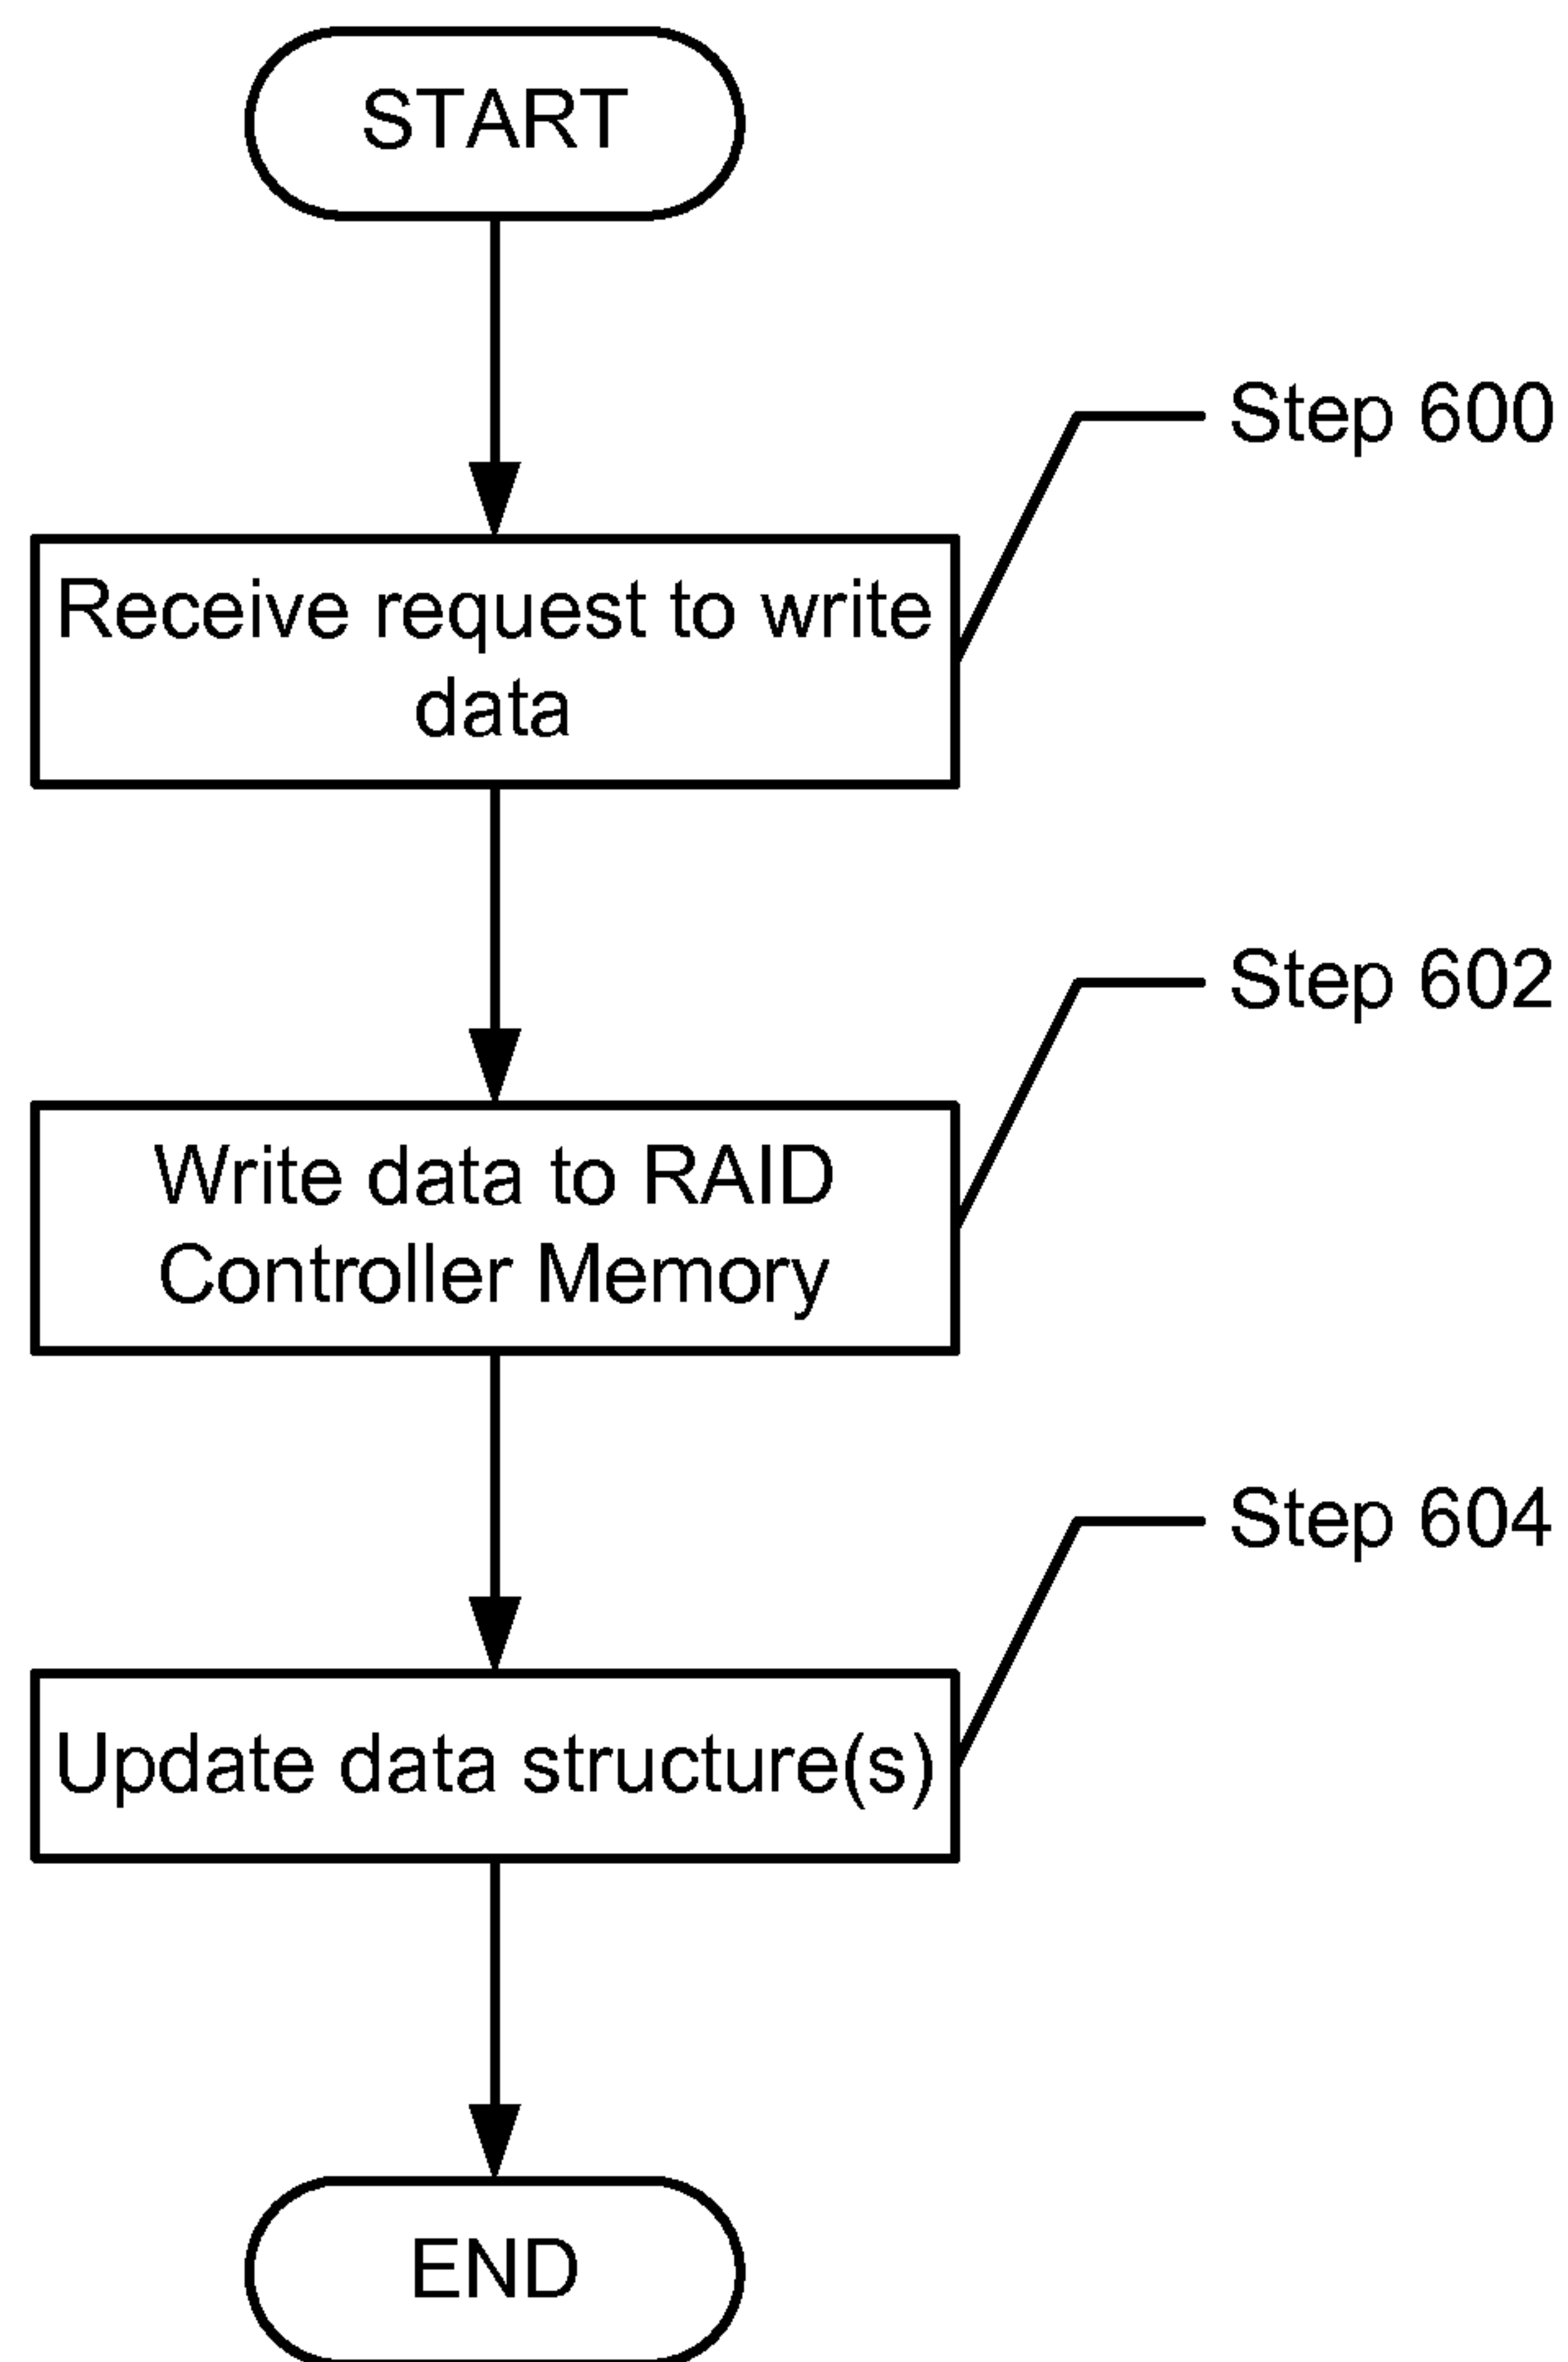 START
Step 600
Receive request to write
data
Step 602
Write data to RAID
Controller Memory
Step 604
Update data structure(s)
END